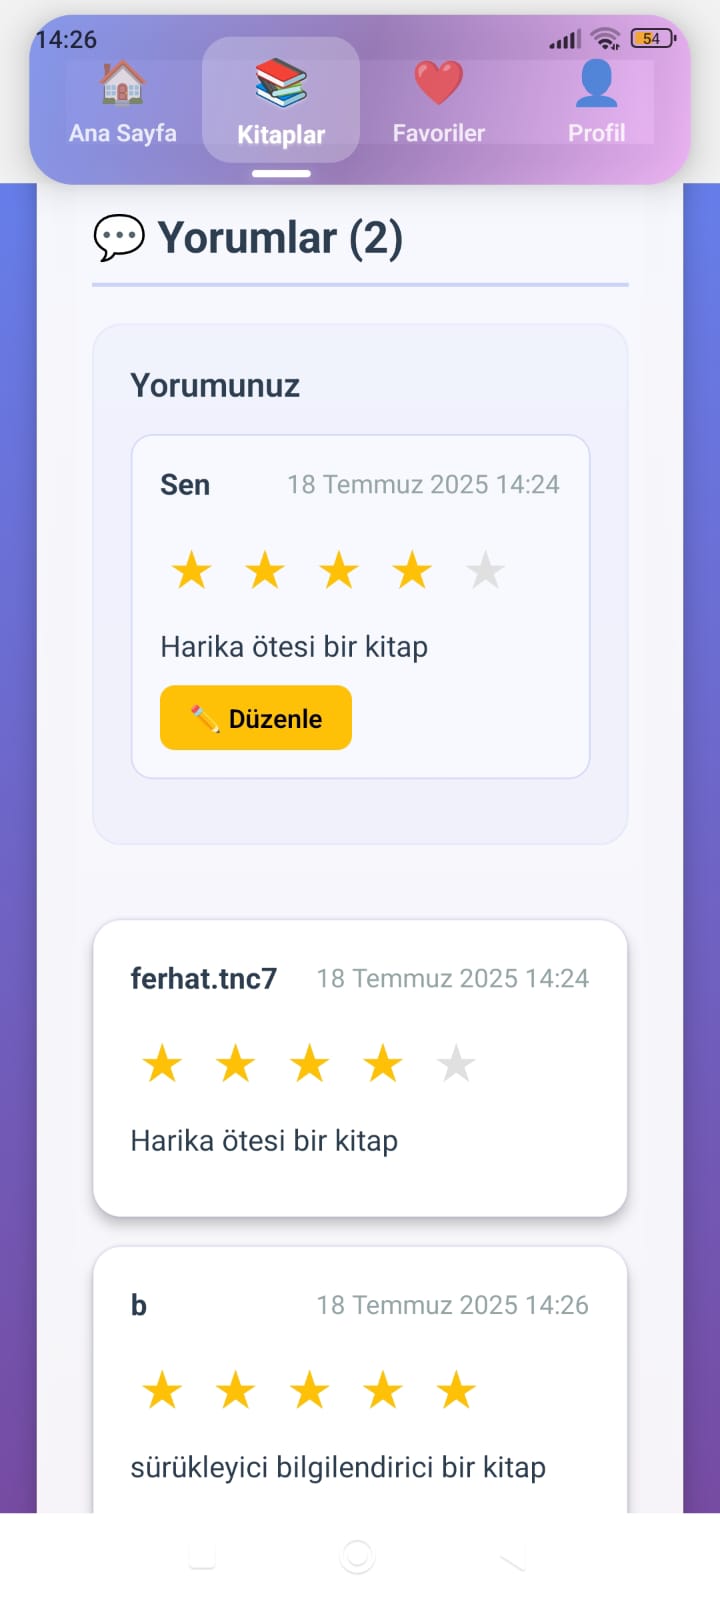 14:26
54
Ana Sayfa
Kitaplar
Favoriler
Profil
Yorumlar (2)
Yorumunuz
Sen
18 Temmuz 2025 14:24
Harika ötesi bir kitap
Düzenle
ferhat.tnc7
18 Temmuz 2025 14:24
Harika ötesi bir kitap
b
18 Temmuz 2025 14:26
sürükleyici bilgilendirici bir kitap